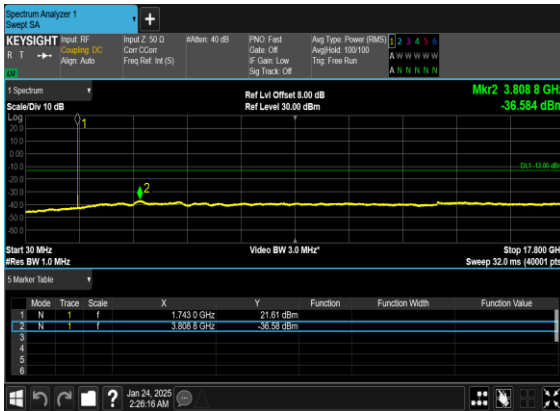 Spectrum Analyzer 1
Swept SA
+
KEYSIGHT
R T
Input: RF
Coupling: DC
Align: Auto
Input Z: 50 Ω
Corr CCorr
Freq Ref: Int (S)
#Atten: 40 dB
PNO: Fast
Gate: Off
IF Gain: Low
Sig Track: Off
Avg Type: Power (RMS)
Avg|Hold: 100/100
Trig: Free Run
1 2 3 4 5 6
A W W W W W
A N N N N N
1 Spectrum
Scale/Div 10 dB
Ref Lvl Offset 8.00 dB
Ref Level 30.00 dBm
Mkr2 3.808 8 GHz
-36.584 dBm
Log
20.0
10.0
0.00
-10.0
-20.0
-30.0
-40.0
-50.0
-60.0
1
2
DL1 -13.00 dBm
Start 30 MHz
#Res BW 1.0 MHz
Video BW 3.0 MHz*
Stop 17.800 GHz
Sweep 32.0 ms (40001 pts)
5 Marker Table
Mode Trace Scale X Y Function Function Width Function Value
1 N 1 f 1.743 0 GHz 21.61 dBm
2 N 1 f 3.808 8 GHz -36.58 dBm
3
4
5
6
?
Jan 24, 2025
2:26:16 AM